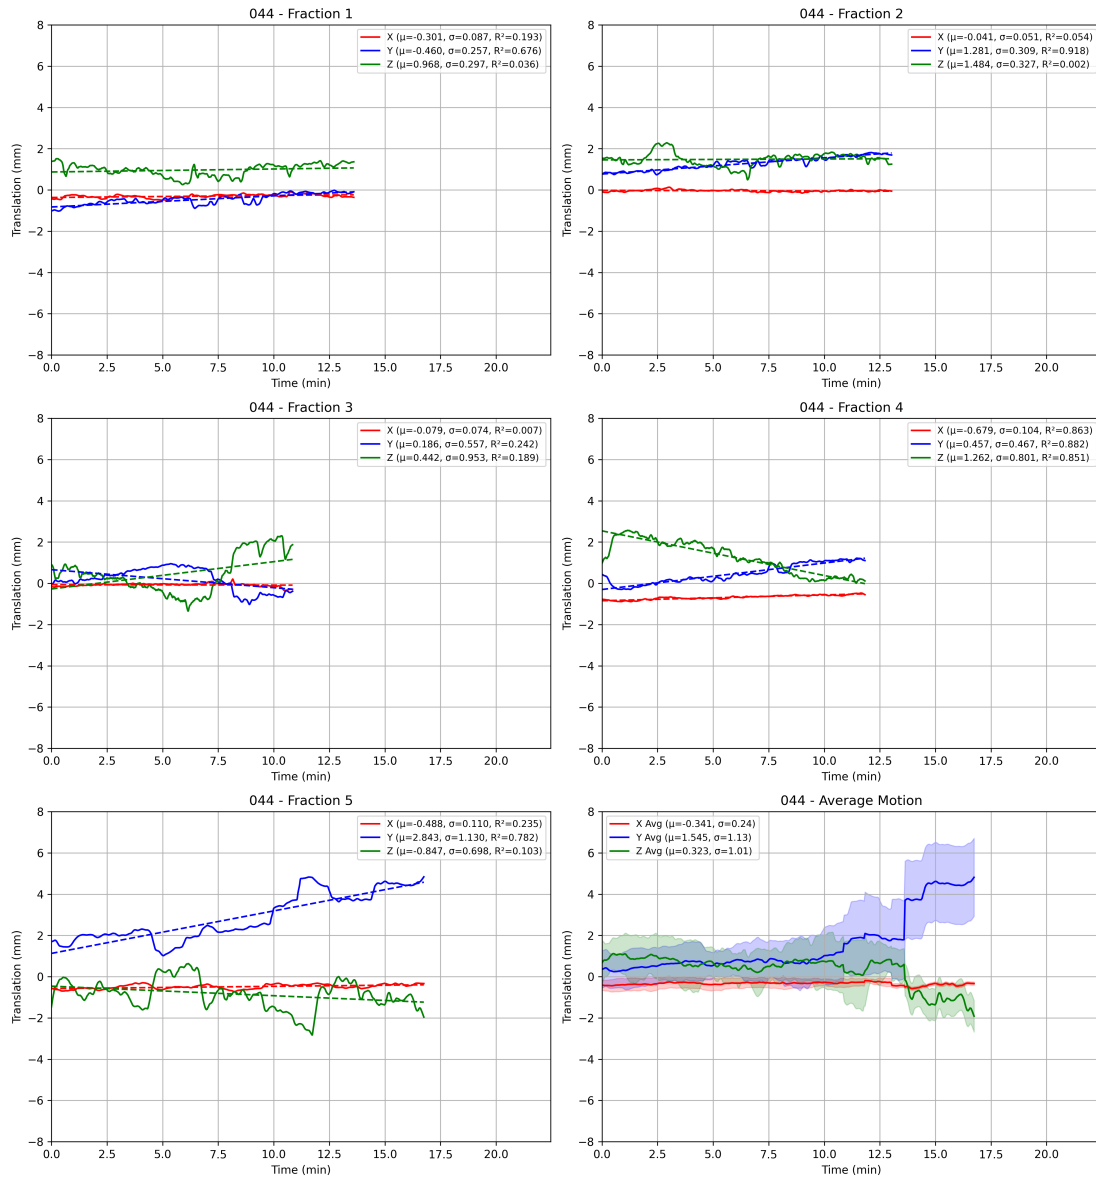 044 - Fraction 1
X (μ=-0.301, σ=0.087, R²=0.193)
Y (μ=-0.460, σ=0.257, R²=0.676)
Z (μ=0.968, σ=0.297, R²=0.036)
Translation (mm)
8
6
4
2
0
−2
−4
−6
−8
0.0 2.5 5.0 7.5 10.0 12.5 15.0 17.5 20.0
Time (min)
044 - Fraction 2
X (μ=-0.041, σ=0.051, R²=0.054)
Y (μ=1.281, σ=0.309, R²=0.918)
Z (μ=1.484, σ=0.327, R²=0.002)
Translation (mm)
8
6
4
2
0
−2
−4
−6
−8
0.0 2.5 5.0 7.5 10.0 12.5 15.0 17.5 20.0
Time (min)
044 - Fraction 3
X (μ=-0.079, σ=0.074, R²=0.007)
Y (μ=0.186, σ=0.557, R²=0.242)
Z (μ=0.442, σ=0.953, R²=0.189)
Translation (mm)
8
6
4
2
0
−2
−4
−6
−8
0.0 2.5 5.0 7.5 10.0 12.5 15.0 17.5 20.0
Time (min)
044 - Fraction 4
X (μ=-0.679, σ=0.104, R²=0.863)
Y (μ=0.457, σ=0.467, R²=0.882)
Z (μ=1.262, σ=0.801, R²=0.851)
Translation (mm)
8
6
4
2
0
−2
−4
−6
−8
0.0 2.5 5.0 7.5 10.0 12.5 15.0 17.5 20.0
Time (min)
044 - Fraction 5
X (μ=-0.488, σ=0.110, R²=0.235)
Y (μ=2.843, σ=1.130, R²=0.782)
Z (μ=-0.847, σ=0.698, R²=0.103)
Translation (mm)
8
6
4
2
0
−2
−4
−6
−8
0.0 2.5 5.0 7.5 10.0 12.5 15.0 17.5 20.0
Time (min)
044 - Average Motion
X Avg (μ=-0.341, σ=0.24)
Y Avg (μ=1.545, σ=1.13)
Z Avg (μ=0.323, σ=1.01)
Translation (mm)
8
6
4
2
0
−2
−4
−6
−8
0.0 2.5 5.0 7.5 10.0 12.5 15.0 17.5 20.0
Time (min)